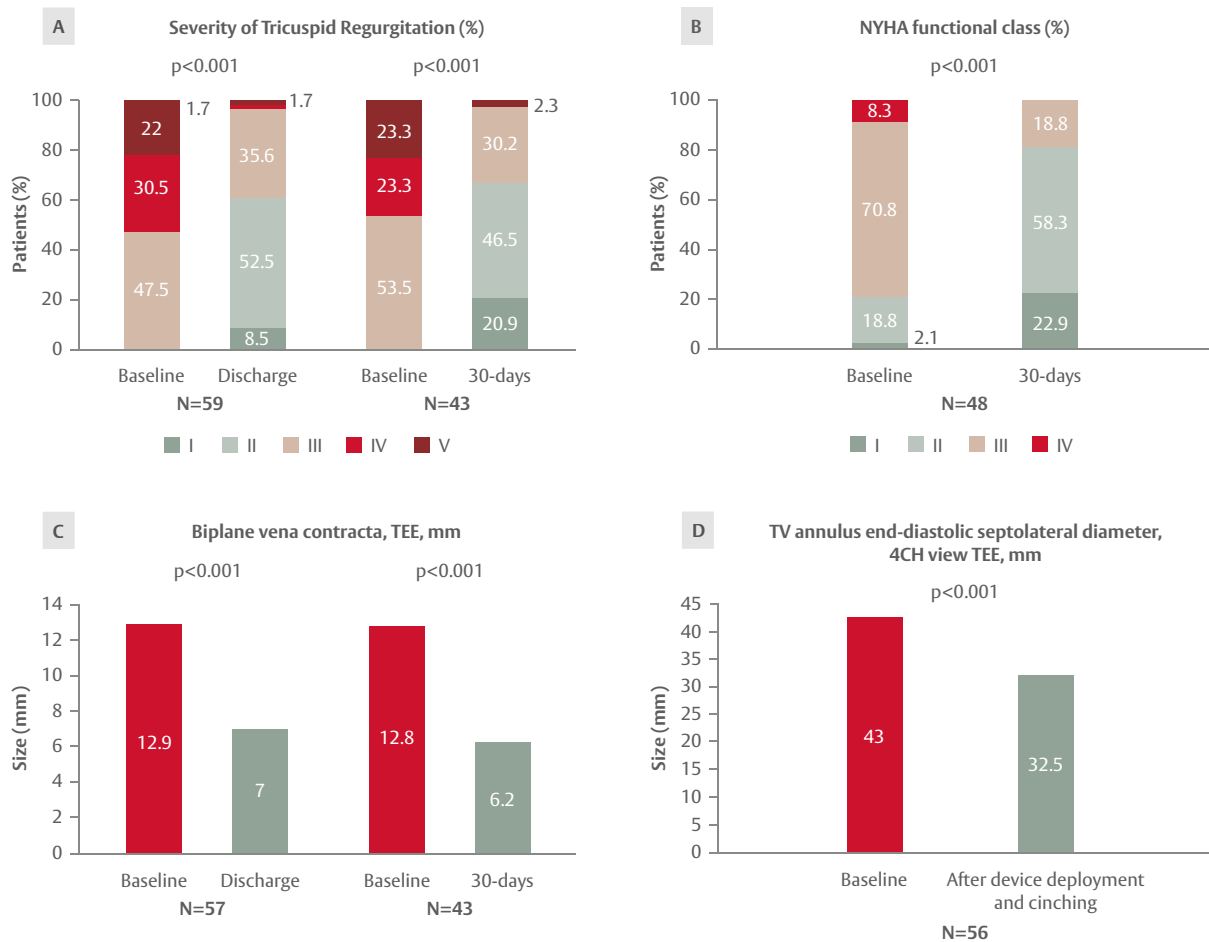 A
Severity of Tricuspid Regurgitation (%)
p<0.001
p<0.001
Patients (%)
100
80
60
40
20
0
22
30.5
47.5
1.7
1.7
35.6
52.5
8.5
23.3
23.3
53.5
2.3
30.2
46.5
20.9
Baseline
Discharge
Baseline
30-days
N=59
N=43
I
II
III
IV
V
B
NYHA functional class (%)
p<0.001
Patients (%)
100
80
60
40
20
0
8.3
70.8
18.8
2.1
18.8
58.3
22.9
Baseline
30-days
N=48
I
II
III
IV
C
Biplane vena contracta, TEE, mm
p<0.001
p<0.001
Size (mm)
14
12
10
8
6
4
2
0
12.9
7
12.8
6.2
Baseline
Discharge
Baseline
30-days
N=57
N=43
D
TV annulus end-diastolic septolateral diameter,
4CH view TEE, mm
p<0.001
Size (mm)
45
40
35
30
25
20
15
10
5
0
43
32.5
Baseline
After device deployment
and cinching
N=56